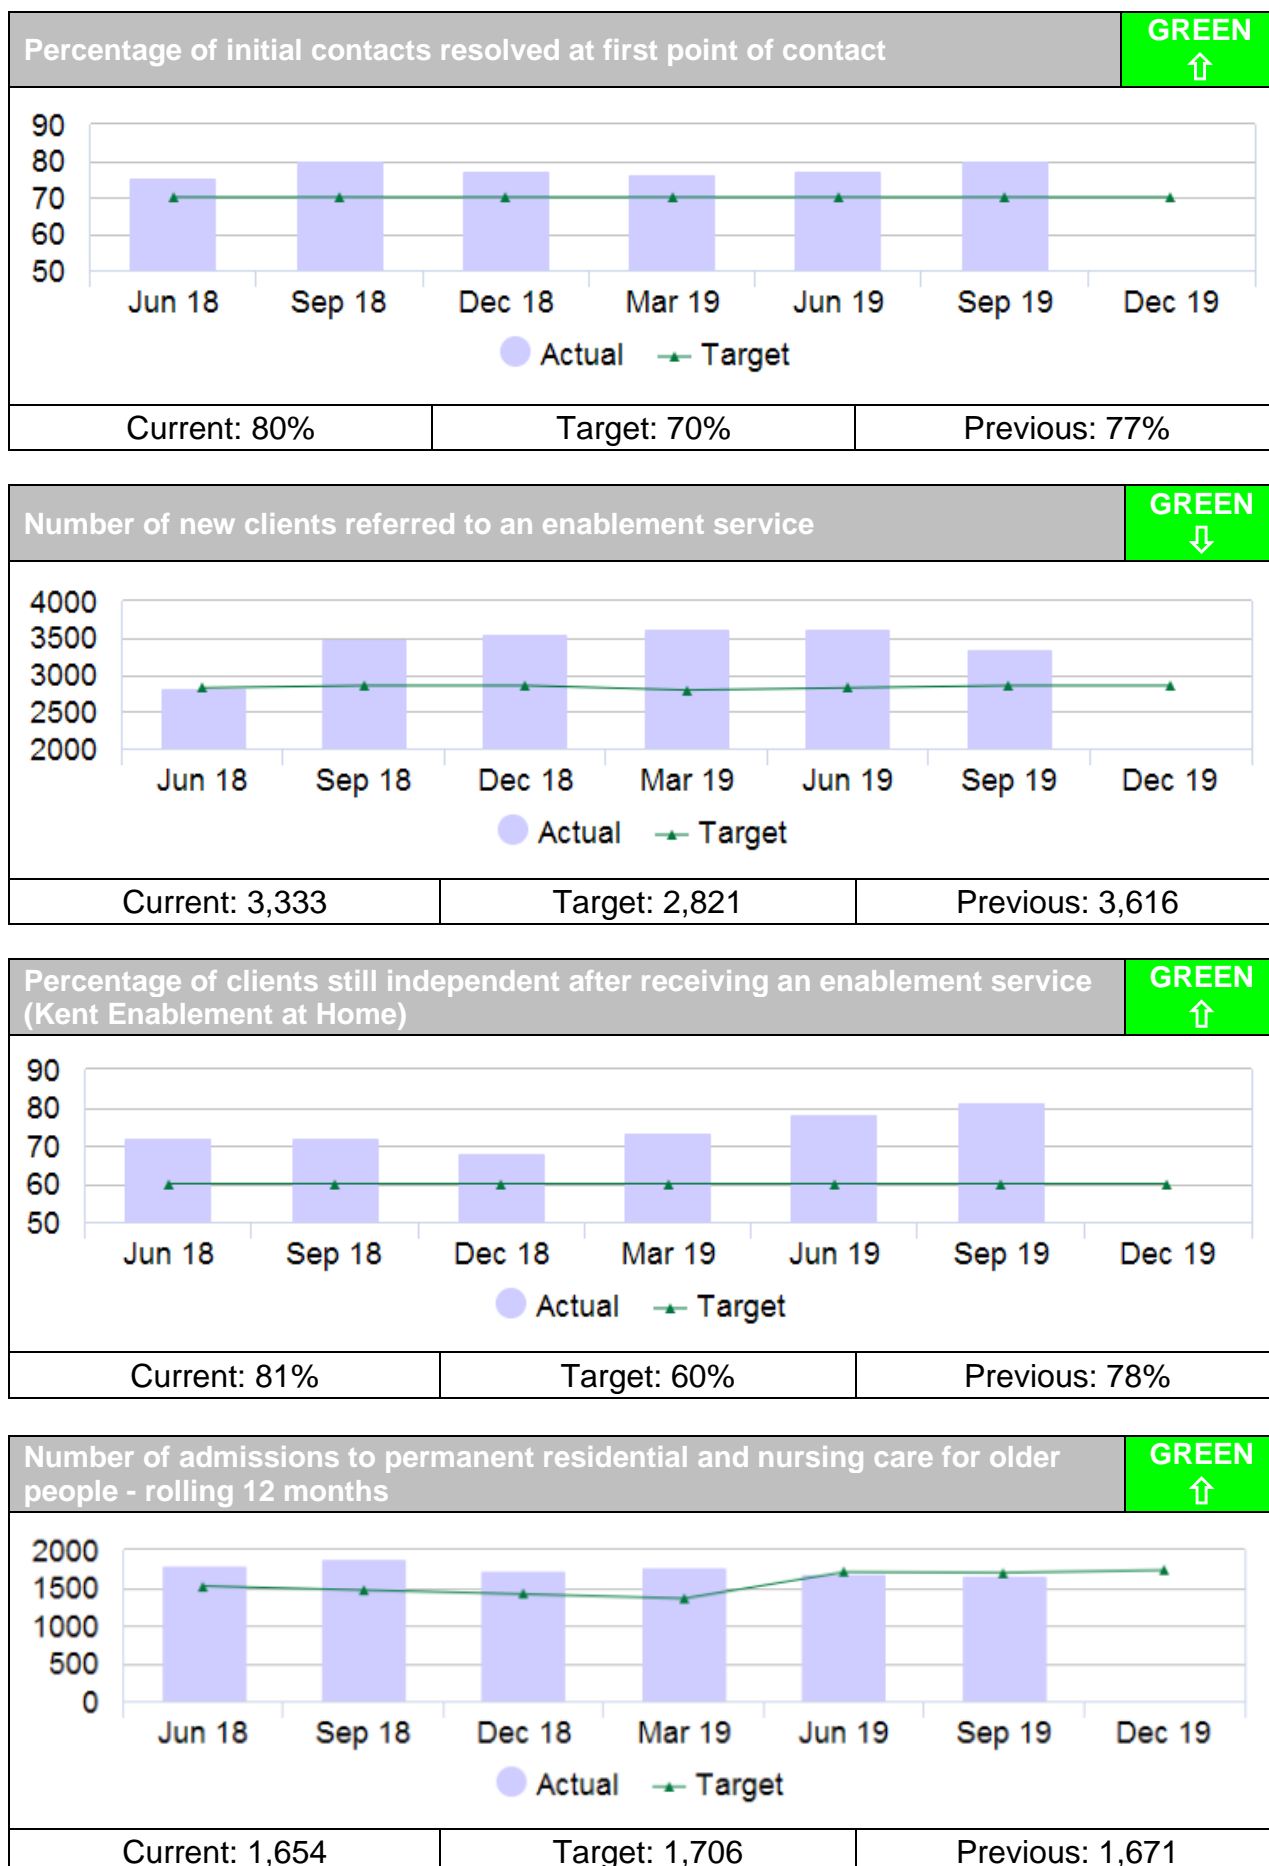 Percentage of initial contacts resolved at first point of contact
GREEN
⇧
90
80
70
60
50
Jun 18 Sep 18 Dec 18 Mar 19 Jun 19 Sep 19 Dec 19
Actual Target
Current: 80% Target: 70% Previous: 77%
Number of new clients referred to an enablement service
GREEN
⇩
4000
3500
3000
2500
2000
Jun 18 Sep 18 Dec 18 Mar 19 Jun 19 Sep 19 Dec 19
Actual Target
Current: 3,333 Target: 2,821 Previous: 3,616
Percentage of clients still independent after receiving an enablement service
(Kent Enablement at Home)
GREEN
⇧
90
80
70
60
50
Jun 18 Sep 18 Dec 18 Mar 19 Jun 19 Sep 19 Dec 19
Actual Target
Current: 81% Target: 60% Previous: 78%
Number of admissions to permanent residential and nursing care for older
people - rolling 12 months
GREEN
⇧
2000
1500
1000
500
0
Jun 18 Sep 18 Dec 18 Mar 19 Jun 19 Sep 19 Dec 19
Actual Target
Current: 1,654 Target: 1,706 Previous: 1,671